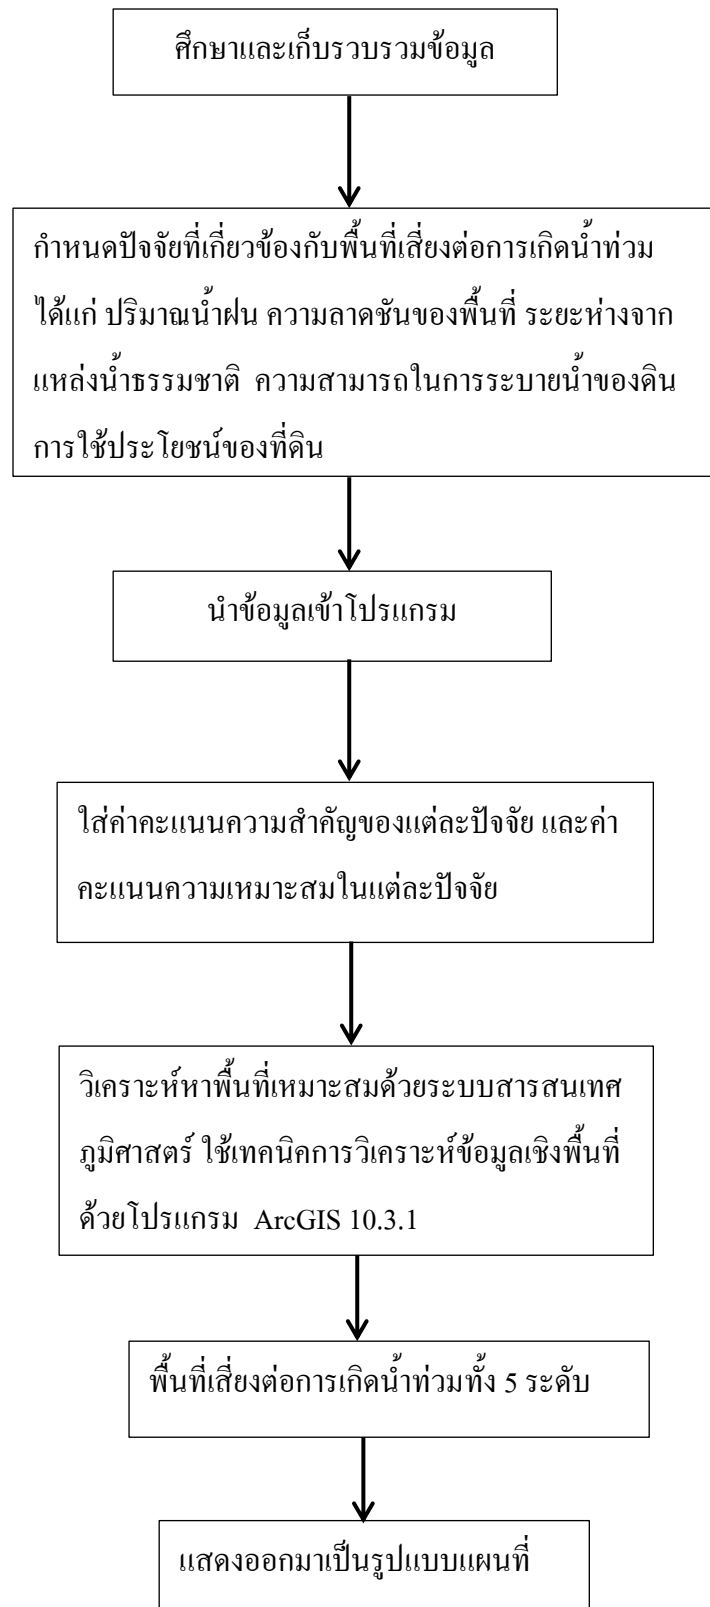 ศึกษาและเก็บรวบรวมข้อมูล
กำหนดปัจจัยที่เกี่ยวข้องกับพื้นที่เสี่ยงต่อการเกิดน้ำท่วม
ได้แก่ ปริมาณน้ำฝน ความลาดชันของพื้นที่ ระยะห่างจาก
แหล่งน้ำธรรมชาติ ความสามารถในการระบายน้ำของดิน
การใช้ประโยชน์ของที่ดิน
นำข้อมูลเข้าโปรแกรม
ใส่ค่าคะแนนความสำคัญของแต่ละปัจจัย และค่า
คะแนนความเหมาะสมในแต่ละปัจจัย
วิเคราะห์หาพื้นที่เหมาะสมด้วยระบบสารสนเทศ
ภูมิศาสตร์ ใช้เทคนิคการวิเคราะห์ข้อมูลเชิงพื้นที่
ด้วยโปรแกรม ArcGIS 10.3.1
พื้นที่เสี่ยงต่อการเกิดน้ำท่วมทั้ง 5 ระดับ
แสดงออกมาเป็นรูปแบบแผนที่